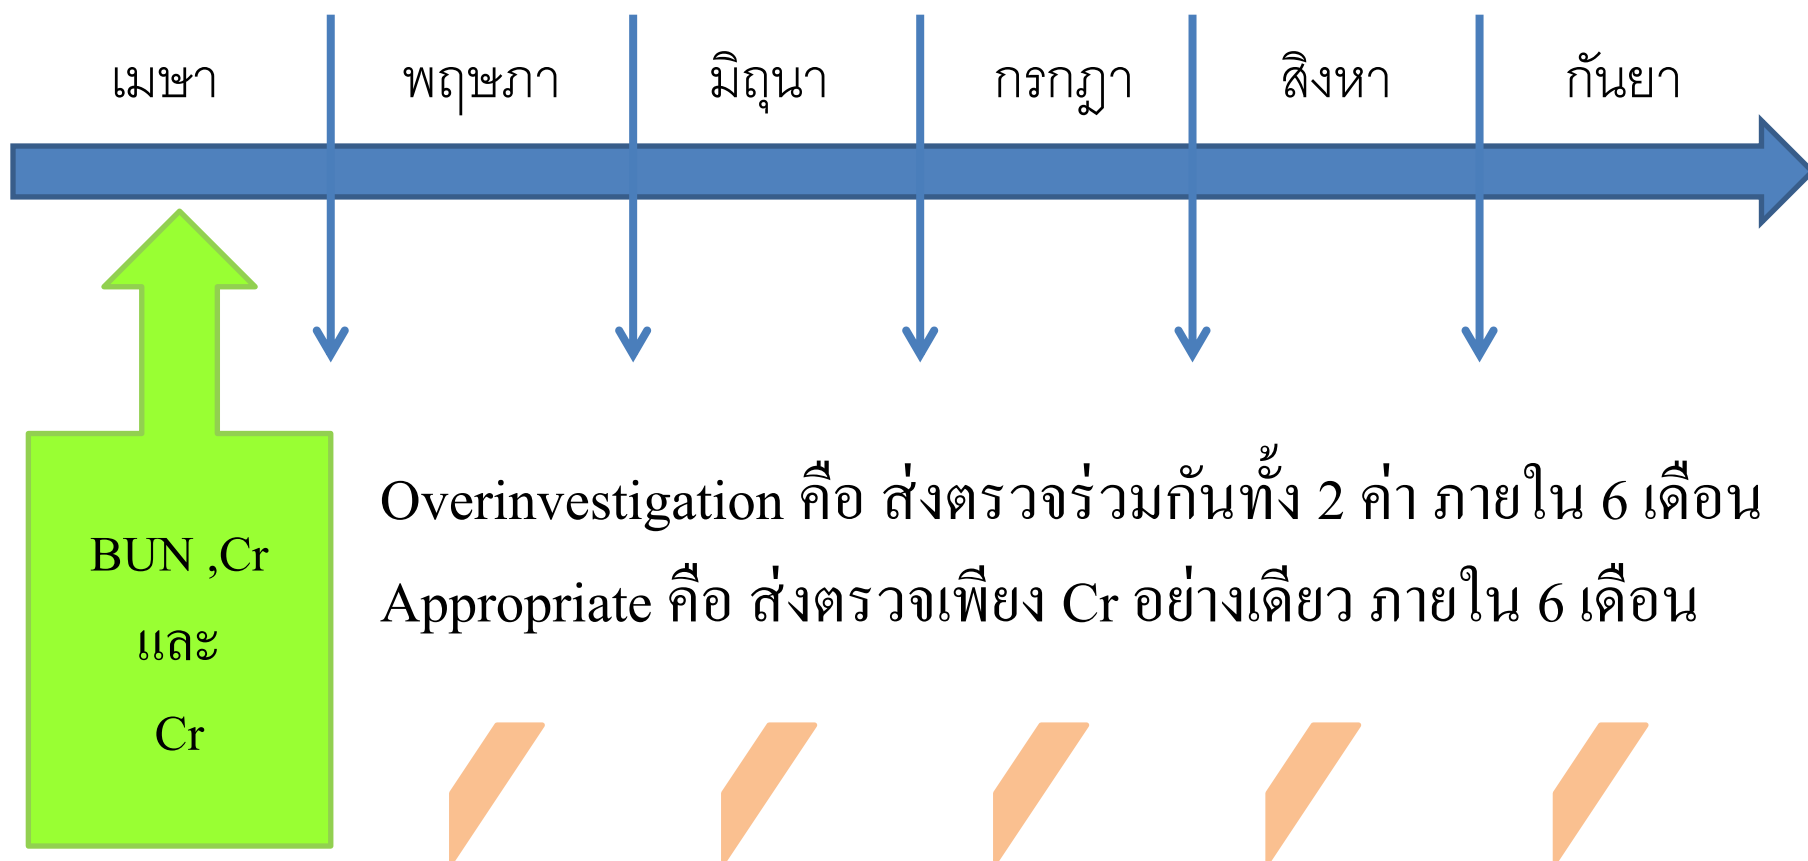 เมษา
พฤษภา
มิถุนา
กรกฎา
สิงหา
กันยา
BUN ,Cr
และ
Cr
Overinvestigation คือ ส่งตรวจร่วมกันทั้ง 2 ค่า ภายใน 6 เดือน
Appropriate คือ ส่งตรวจเพียง Cr อย่างเดียว ภายใน 6 เดือน